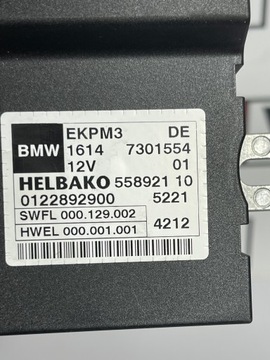 EKPM3 DE
BMW 1614 7301554
12V 01
HELBAKO 558921 10
0122892900 5221
SWFL 000.129.002
HWEL 000.001.001 4212